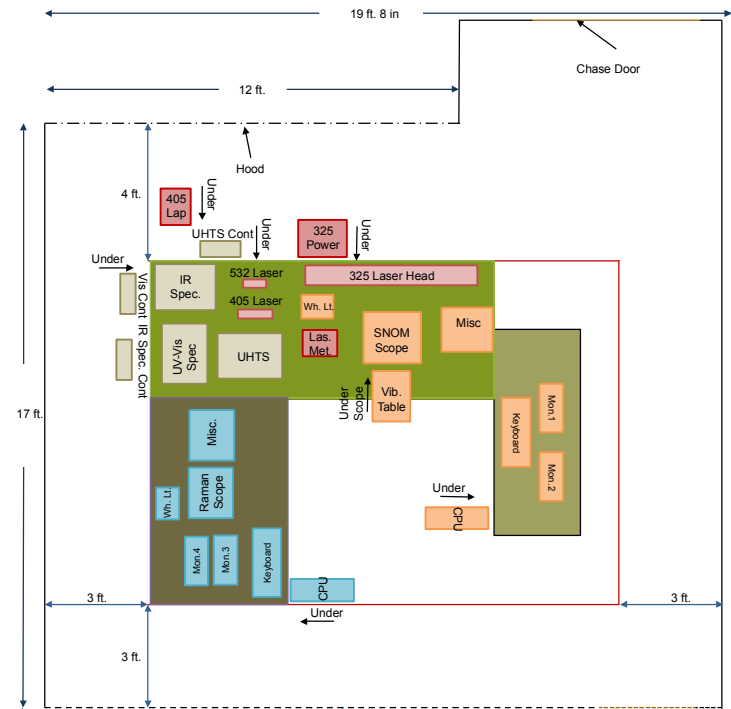 19 ft. 8 in
Chase Door
12 ft.
Hood
4 ft.
405
Lap
Under
UHTS Cont
Under
325
Power
Under
Under
Vis Cont
IR Spec. Cont
IR
Spec.
532 Laser
405 Laser
325 Laser Head
Wh. Lt.
Las.
Met.
SNOM
Scope
Misc
UV-Vis
Spec
UHTS
Under
Scope
Vib.
Table
17 ft.
Keyboard
Mon.1
Mon.2
Misc.
Raman
Scope
Wh. Lt.
Mon.4
Mon.3
Keyboard
Under
CPU
CPU
Under
3 ft.
3 ft.
3 ft.